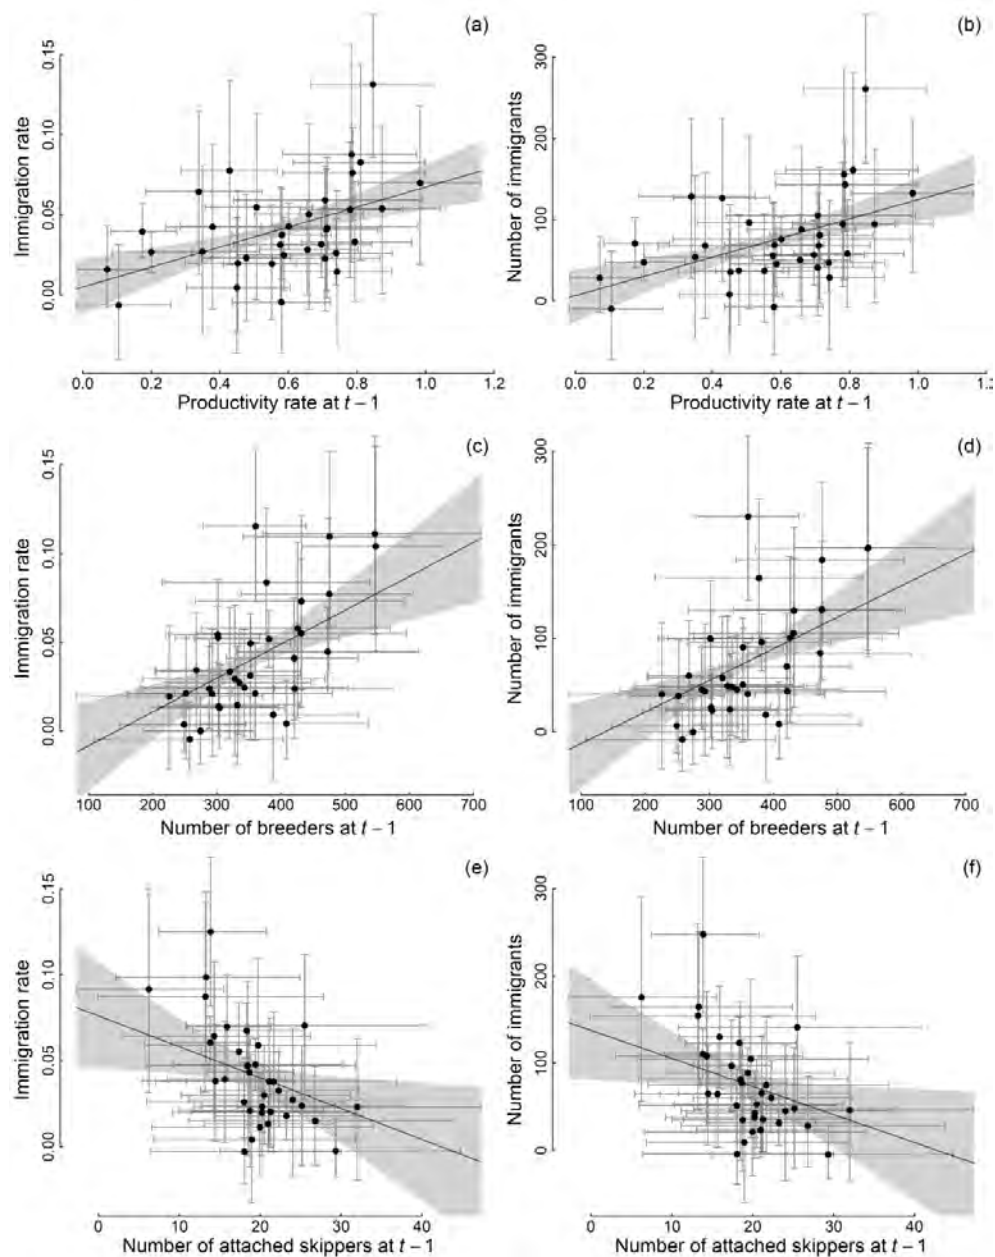 (a)
Immigration rate
0.15
0.10
0.05
0.00
0.0 0.2 0.4 0.6 0.8 1.0 1.2
Productivity rate at t – 1
(b)
Number of immigrants
300
200
100
0
0.0 0.2 0.4 0.6 0.8 1.0 1.2
Productivity rate at t – 1
(c)
Immigration rate
0.15
0.10
0.05
0.00
100 200 300 400 500 600 700
Number of breeders at t – 1
(d)
Number of immigrants
300
200
100
0
100 200 300 400 500 600 700
Number of breeders at t – 1
(e)
Immigration rate
0.15
0.10
0.05
0.00
0 10 20 30 40
Number of attached skippers at t – 1
(f)
Number of immigrants
300
200
100
0
0 10 20 30 40
Number of attached skippers at t – 1